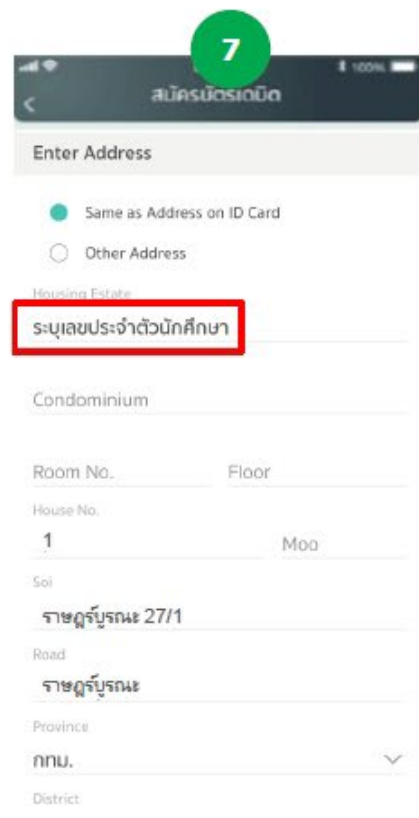 7
100%
สมัครบัตรเดบิต
Enter Address
Same as Address on ID Card
Other Address
Housing Estate
ระบุเลขประจำตัวนักศึกษา
Condominium
Room No. Floor
House No.
1 Moo
Soi
ราษฎร์บูรณะ 27/1
Road
ราษฎร์บูรณะ
Province
กทม.
District